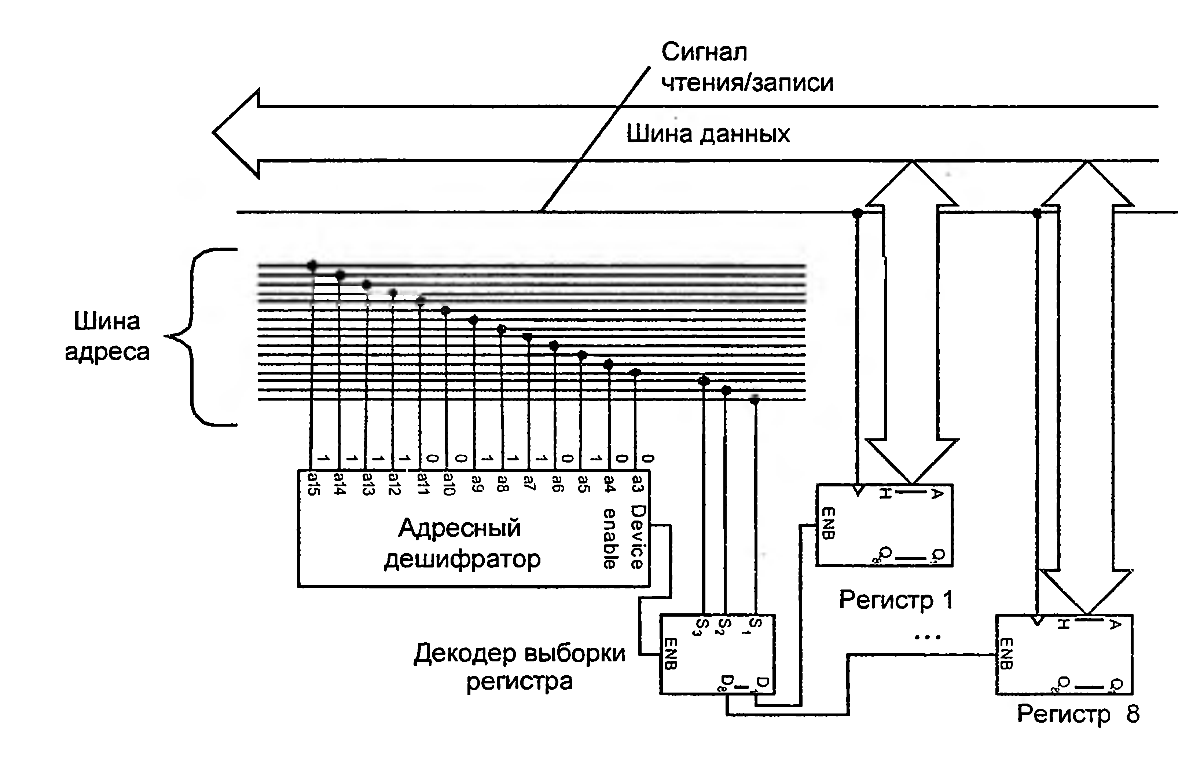 Сигнал
чтения/записи
Шина данных
Шина
адреса
1 1 1 1 0 0 1 1 1 0 1 0 0
a15 a14 a13 a12 a11 a10 a9 a8 a7 a6 a5 a4 a3
Device
enable
Адресный
дешифратор
H A
ENB
Q8 Q1
Регистр 1
...
S3 S2 S1
ENB
D8 D1
Декодер выборки
регистра
H A
ENB
Q8 Q1
Регистр 8